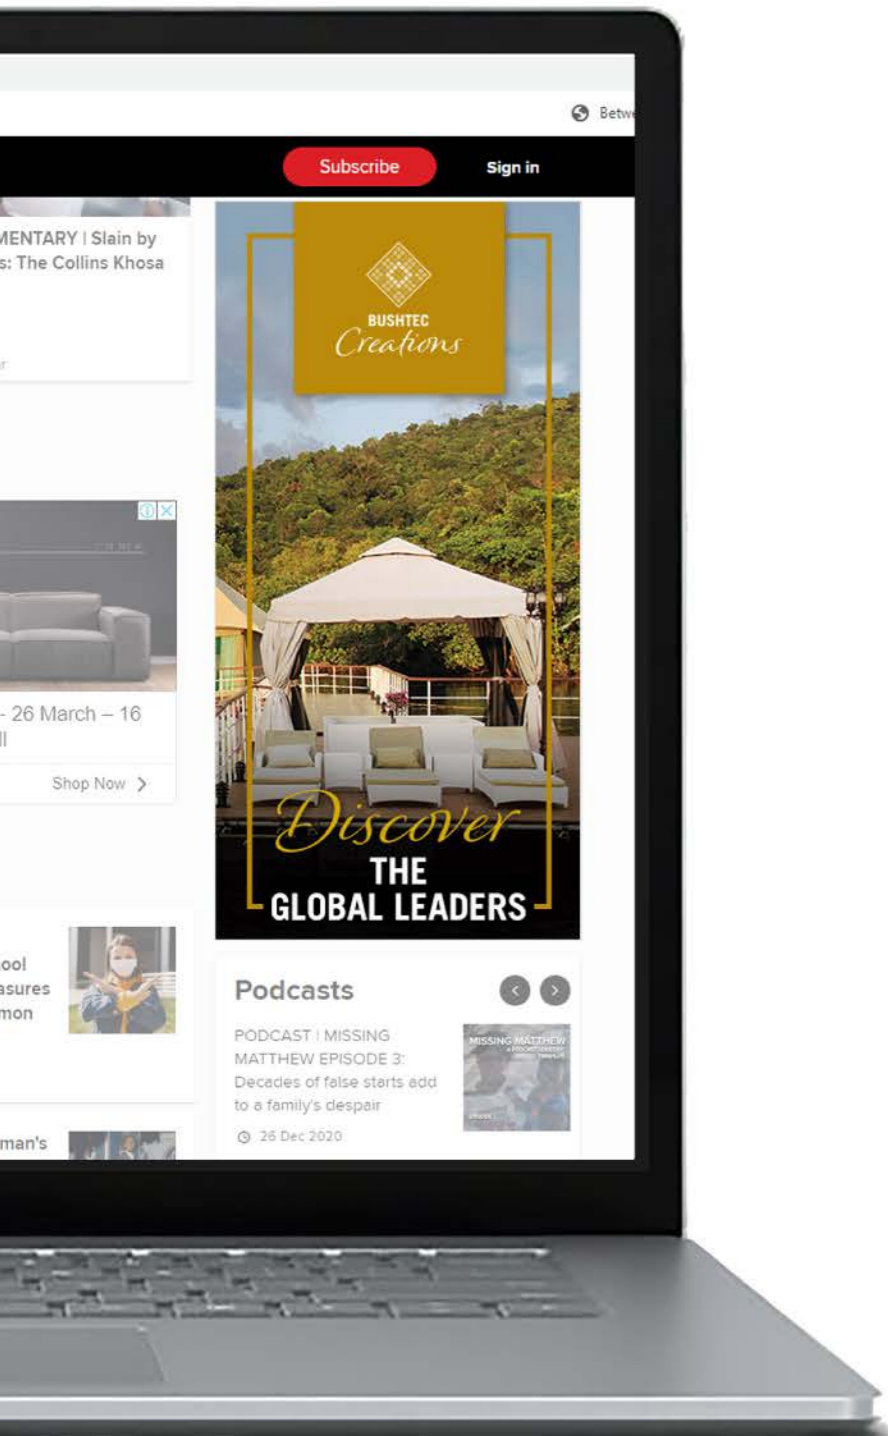 Betwe
Subscribe
Sign in
MENTARY | Slain by
s: The Collins Khosa
BUSHTEC
Creations
- 26 March – 16
Shop Now
Discover
THE
GLOBAL LEADERS
ool
asures
mon
man's
Podcasts
PODCAST | MISSING
MATTHEW EPISODE 3:
Decades of false starts add
to a family's despair
26 Dec 2020
MISSING MATTHEW